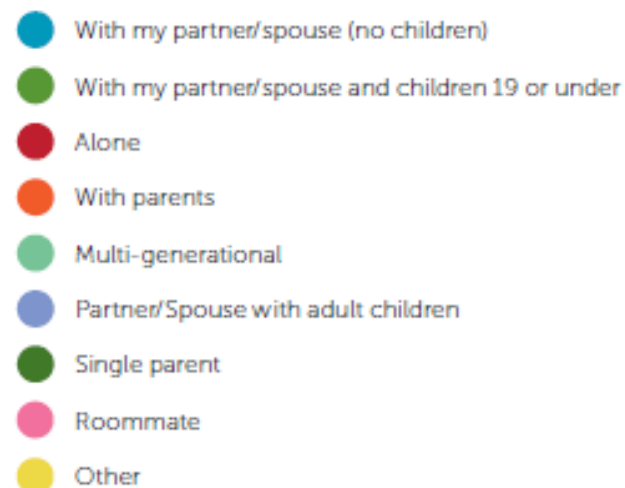 With my partner/spouse (no children)
With my partner/spouse and children 19 or under
Alone
With parents
Multi-generational
Partner/Spouse with adult children
Single parent
Roommate
Other